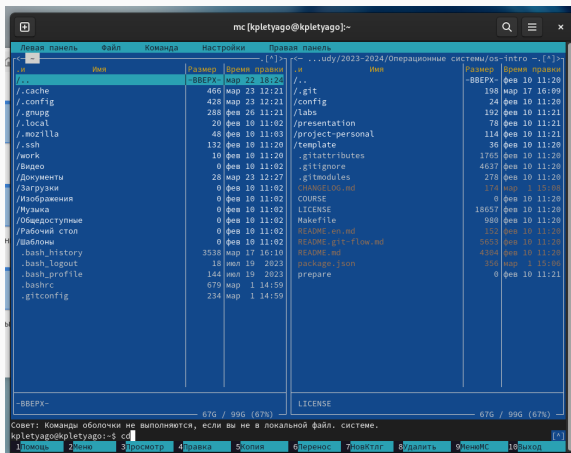 mc [kpletyago@kpletyago]:~
Левая панель Файл Команда Настройки Правая панель
<— ~ —.[^]>
.и Имя Размер Время правки
/.. -ВВЕРХ- мар 22 18:24
/.cache 466 мар 23 12:21
/.config 428 мар 23 12:21
/.gnupg 288 фев 26 11:21
/.local 20 фев 10 11:02
/.mozilla 48 фев 10 11:03
/.ssh 132 фев 10 11:20
/work 10 фев 10 11:20
/Видео 0 фев 10 11:02
/Документы 28 мар 23 12:27
/Загрузки 0 фев 10 11:02
/Изображения 0 фев 10 11:02
/Музыка 0 фев 10 11:02
/Общедоступные 0 фев 10 11:02
/Рабочий стол 0 фев 10 11:02
/Шаблоны 0 фев 10 11:02
.bash_history 3538 мар 17 16:10
.bash_logout 18 июл 19 2023
.bash_profile 144 июл 19 2023
.bashrc 679 мар 1 14:59
.gitconfig 234 мар 1 14:59
-ВВЕРХ-
67G / 99G (67%)
<— ...udy/2023-2024/Операционные системы/os-intro —.[^]>
.и Имя Размер Время правки
/.. -ВВЕРХ- фев 10 11:20
/.git 198 мар 17 16:09
/config 24 фев 10 11:20
/labs 192 фев 10 11:21
/presentation 78 фев 10 11:21
/project-personal 114 фев 10 11:21
/template 36 фев 10 11:20
.gitattributes 1765 фев 10 11:20
.gitignore 4637 фев 10 11:20
.gitmodules 278 фев 10 11:20
CHANGELOG.md 174 мар 1 15:08
COURSE 0 фев 10 11:20
LICENSE 18657 фев 10 11:20
Makefile 980 фев 10 11:20
README.en.md 152 фев 10 11:20
README.git-flow.md 5653 фев 10 11:20
README.md 4304 фев 10 11:20
package.json 356 мар 1 15:06
prepare 0 фев 10 11:21
LICENSE
67G / 99G (67%)
Совет: Команды оболочки не выполняются, если вы не в локальной файл. системе.
kpletyago@kpletyago:~$ cd [^]
1Помощь 2Меню 3Просмотр 4Правка 5Копия 6Перенос 7НовКтлг 8Удалить 9МенюMC 10Выход